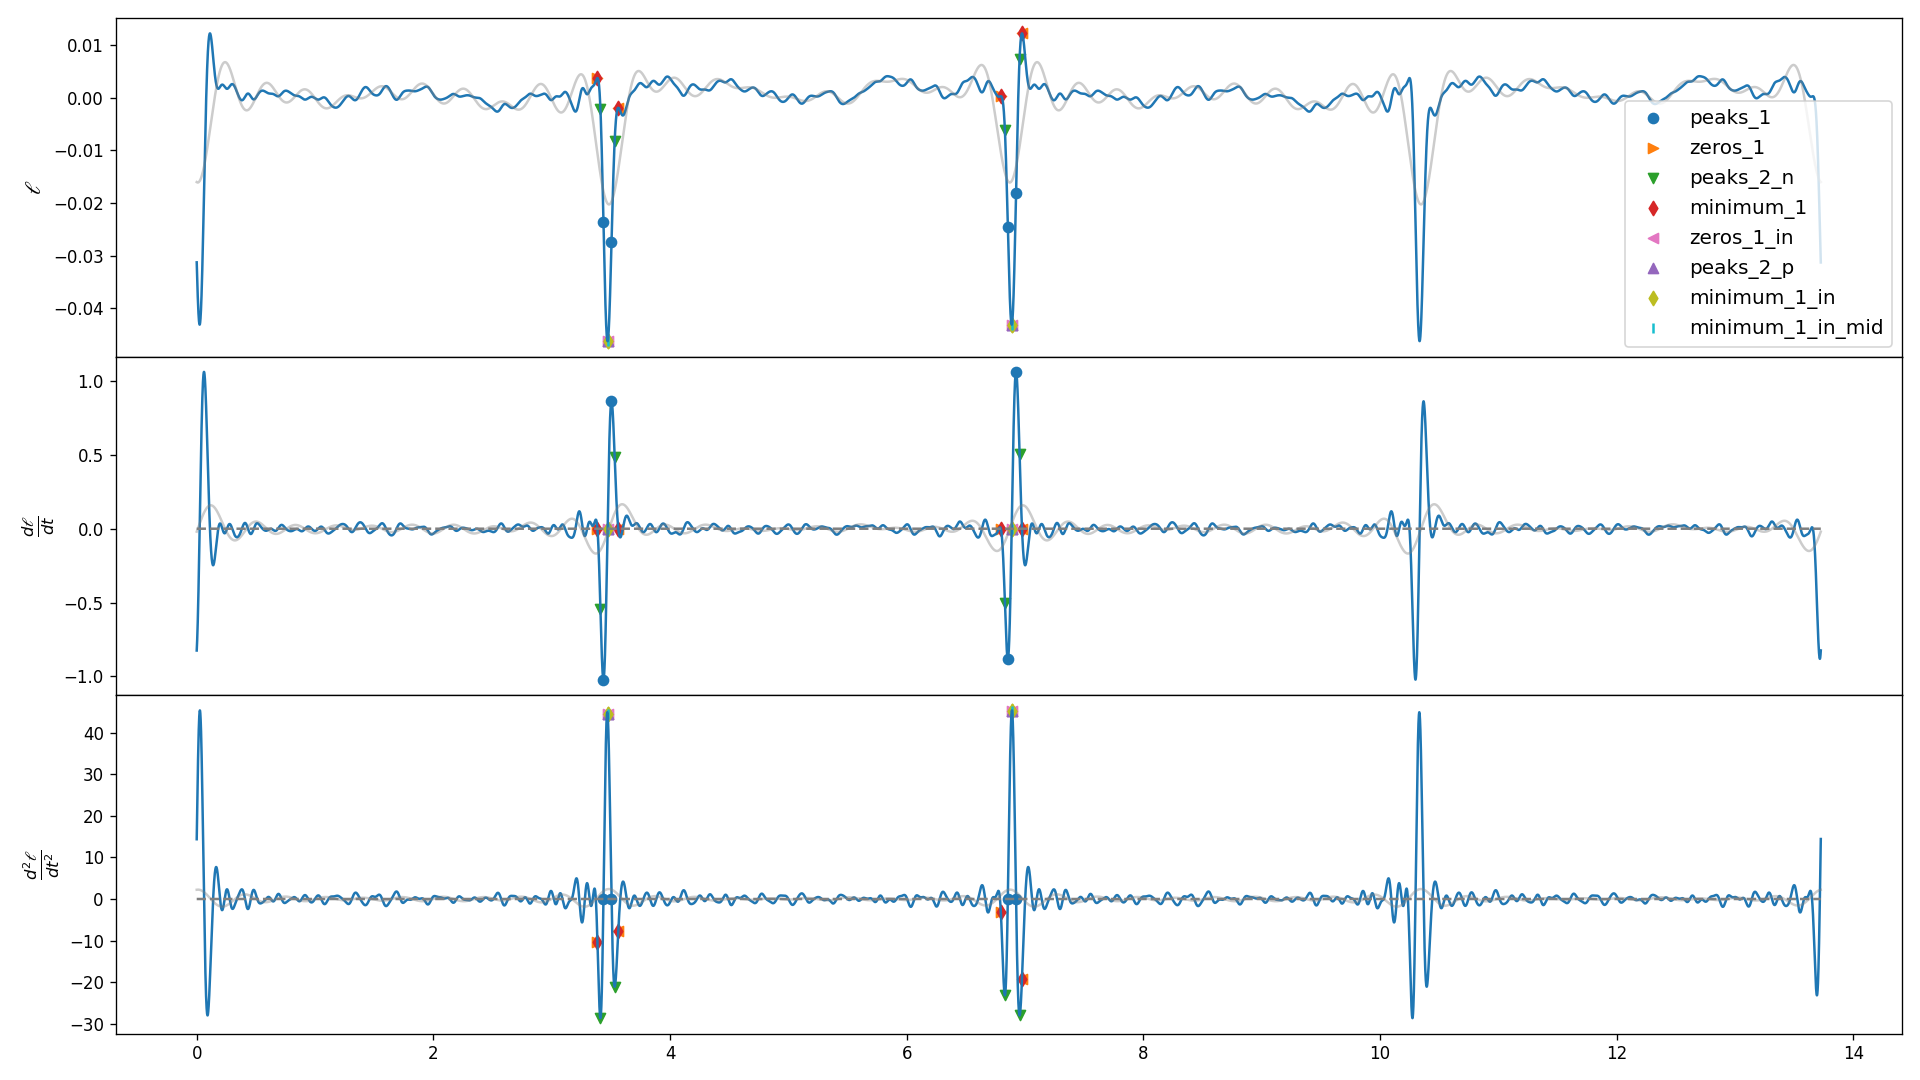 0.01
0.00
−0.01
−0.02
−0.03
−0.04
ℓ
peaks_1
zeros_1
peaks_2_n
minimum_1
zeros_1_in
peaks_2_p
minimum_1_in
minimum_1_in_mid
1.0
0.5
0.0
−0.5
−1.0
dℓ
dt
40
30
20
10
0
−10
−20
−30
d²ℓ
dt²
0 2 4 6 8 10 12 14